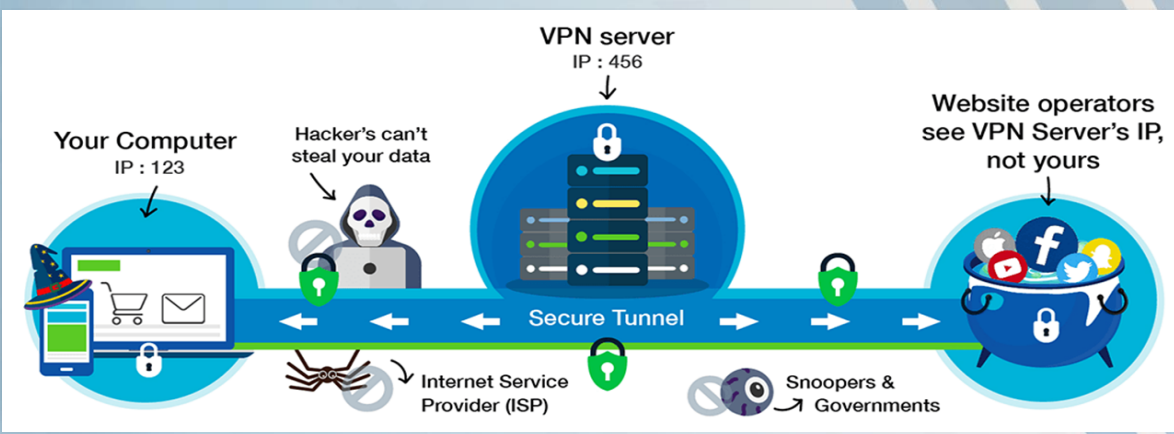 VPN server
IP : 456
Your Computer
IP : 123
Hacker's can't
steal your data
Website operators
see VPN Server's IP,
not yours
Secure Tunnel
Internet Service
Provider (ISP)
Snoopers &
Governments